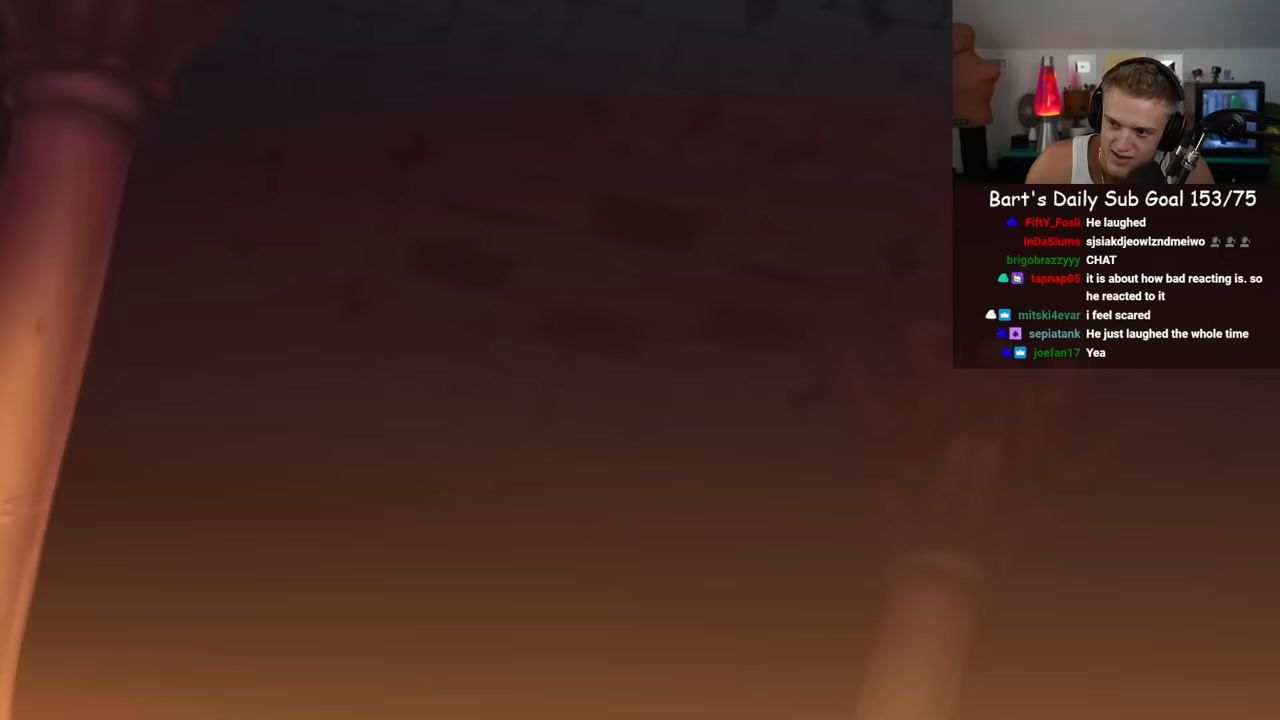 Bart's Daily Sub Goal 153/75
FiftY_Fosli He laughed
InDaSlums sjsiakdjeowlzndmeiwo
brigobrazzyyy CHAT
tapnap05 it is about how bad reacting is. so
he reacted to it
mitski4evar i feel scared
sepiatank He just laughed the whole time
joefan17 Yea